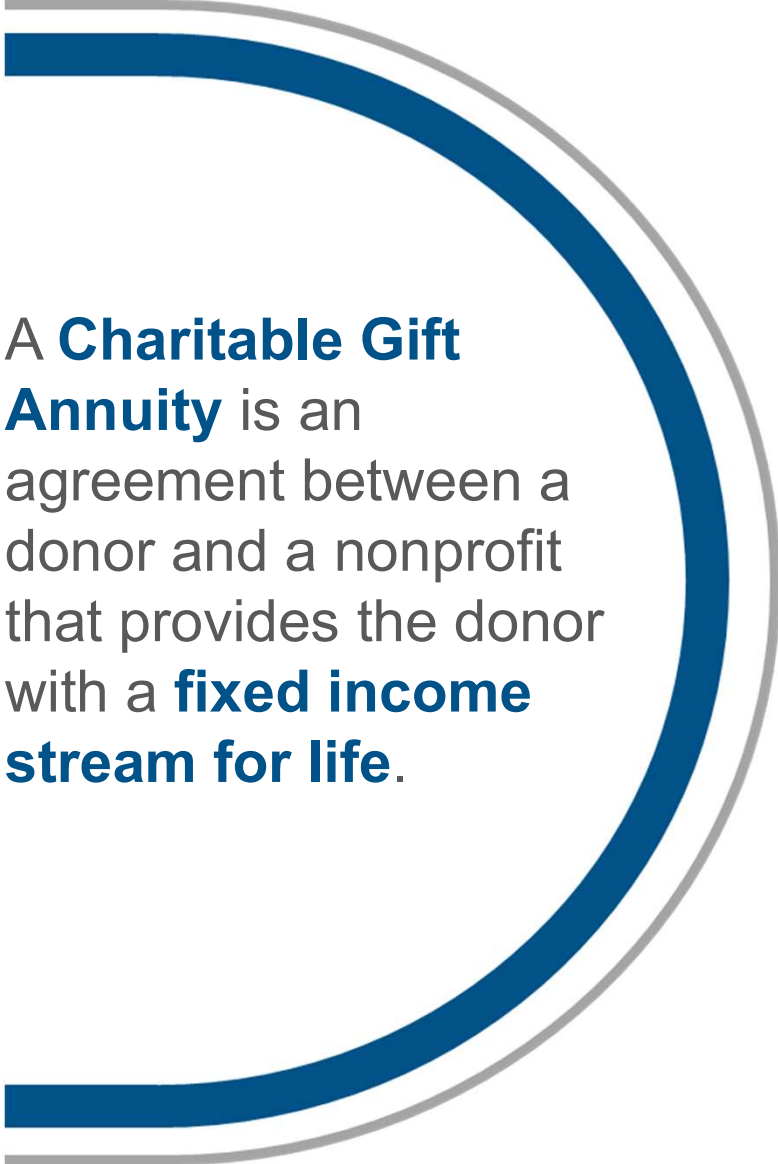 A Charitable Gift
Annuity is an
agreement between a
donor and a nonprofit
that provides the donor
with a fixed income
stream for life.